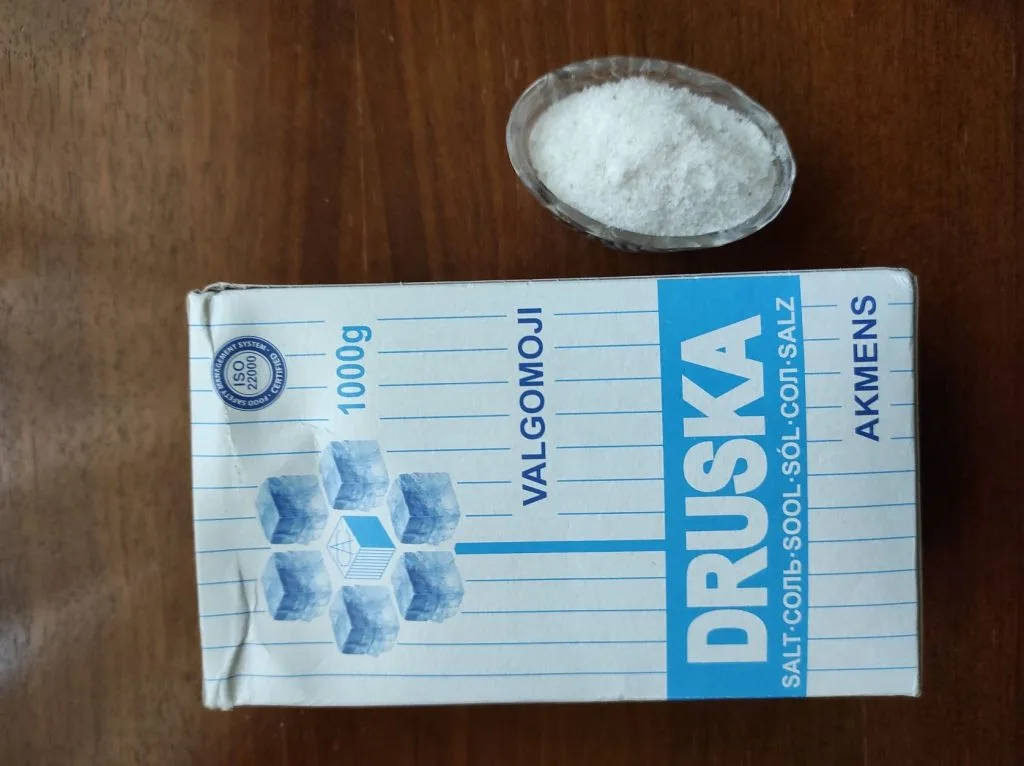 FOOD SAFETY MANAGEMENT SYSTEM · CERTIFIED ·
ISO
22000
1000g
VALGOMOJI
DRUSKA
SALT·СОЛЬ·SOOL·SÓL·СОЛ·SALZ
AKMENS